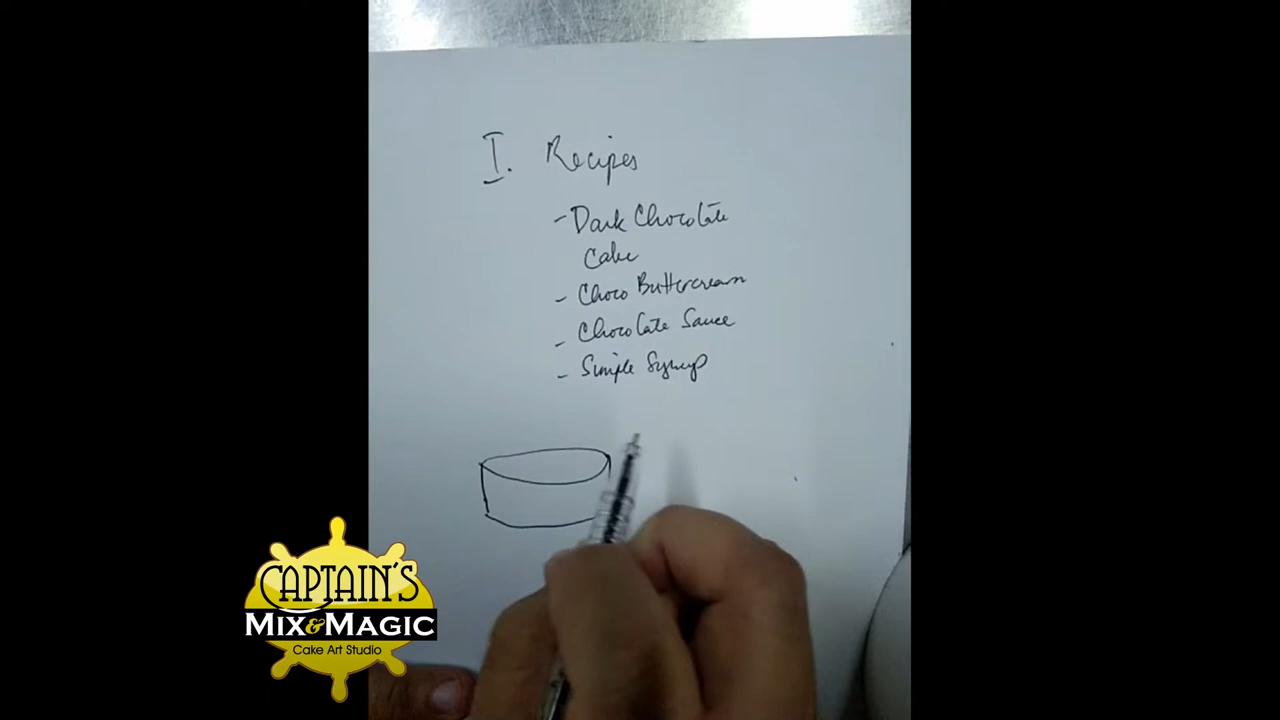 I. Recipes
- Dark Chocolate
Cake
- Choco Buttercream
- Chocolate Sauce
- Simple Syrup
CAPTAIN'S
MIX & MAGIC
Cake Art Studio